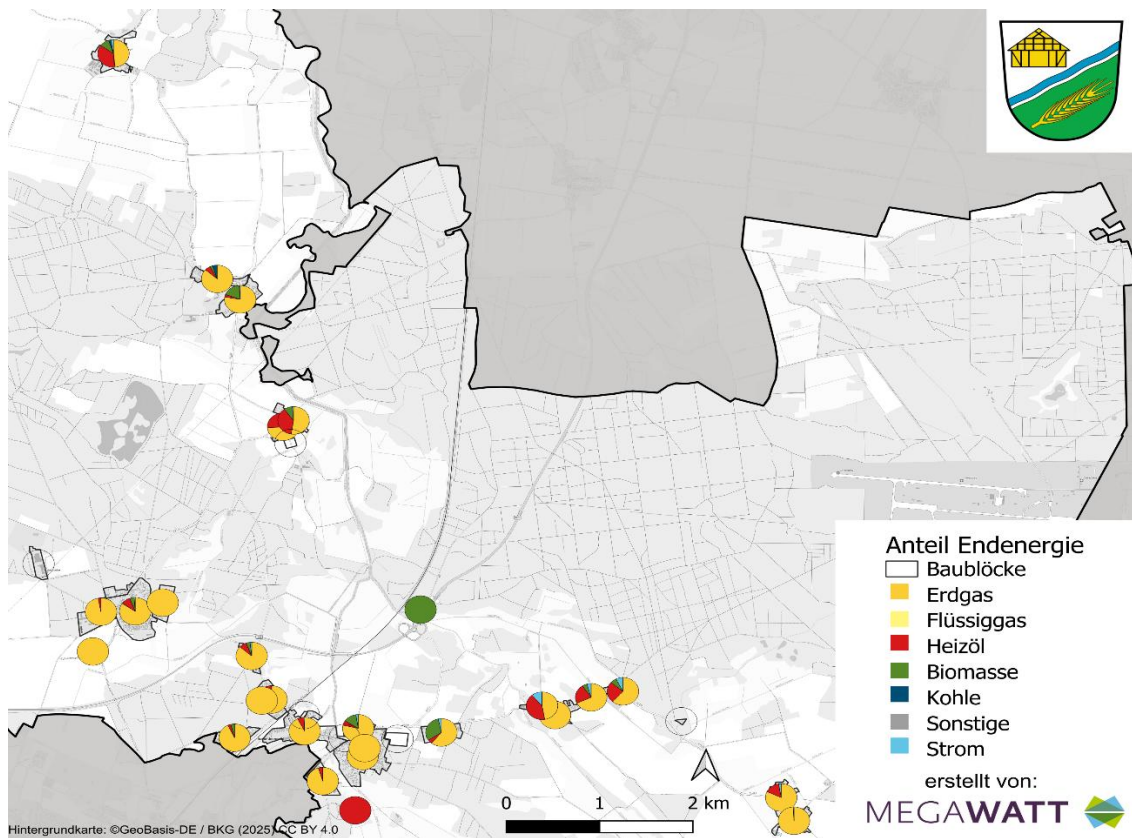 Anteil Endenergie
Baublöcke
Erdgas
Flüssiggas
Heizöl
Biomasse
Kohle
Sonstige
Strom
erstellt von:
MEGAWATT
0 1 2 km
Hintergrundkarte: ©GeoBasis-DE / BKG (2025) CC BY 4.0